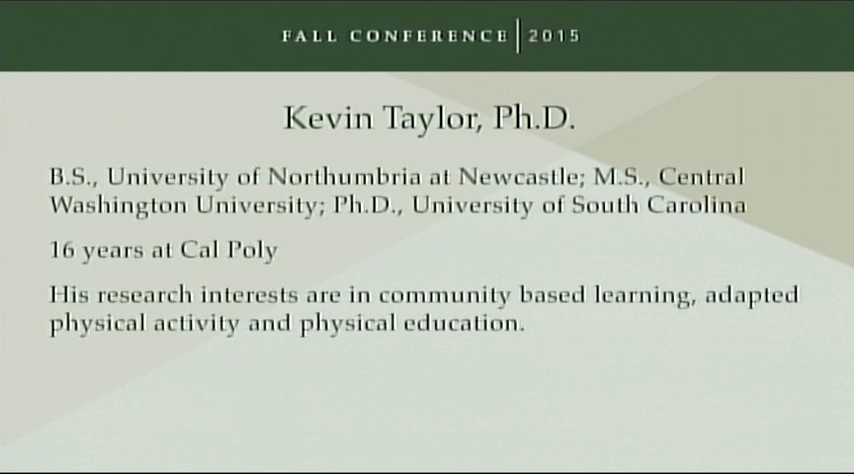 FALL CONFERENCE | 2015
Kevin Taylor, Ph.D.
B.S., University of Northumbria at Newcastle; M.S., Central
Washington University; Ph.D., University of South Carolina
16 years at Cal Poly
His research interests are in community based learning, adapted
physical activity and physical education.